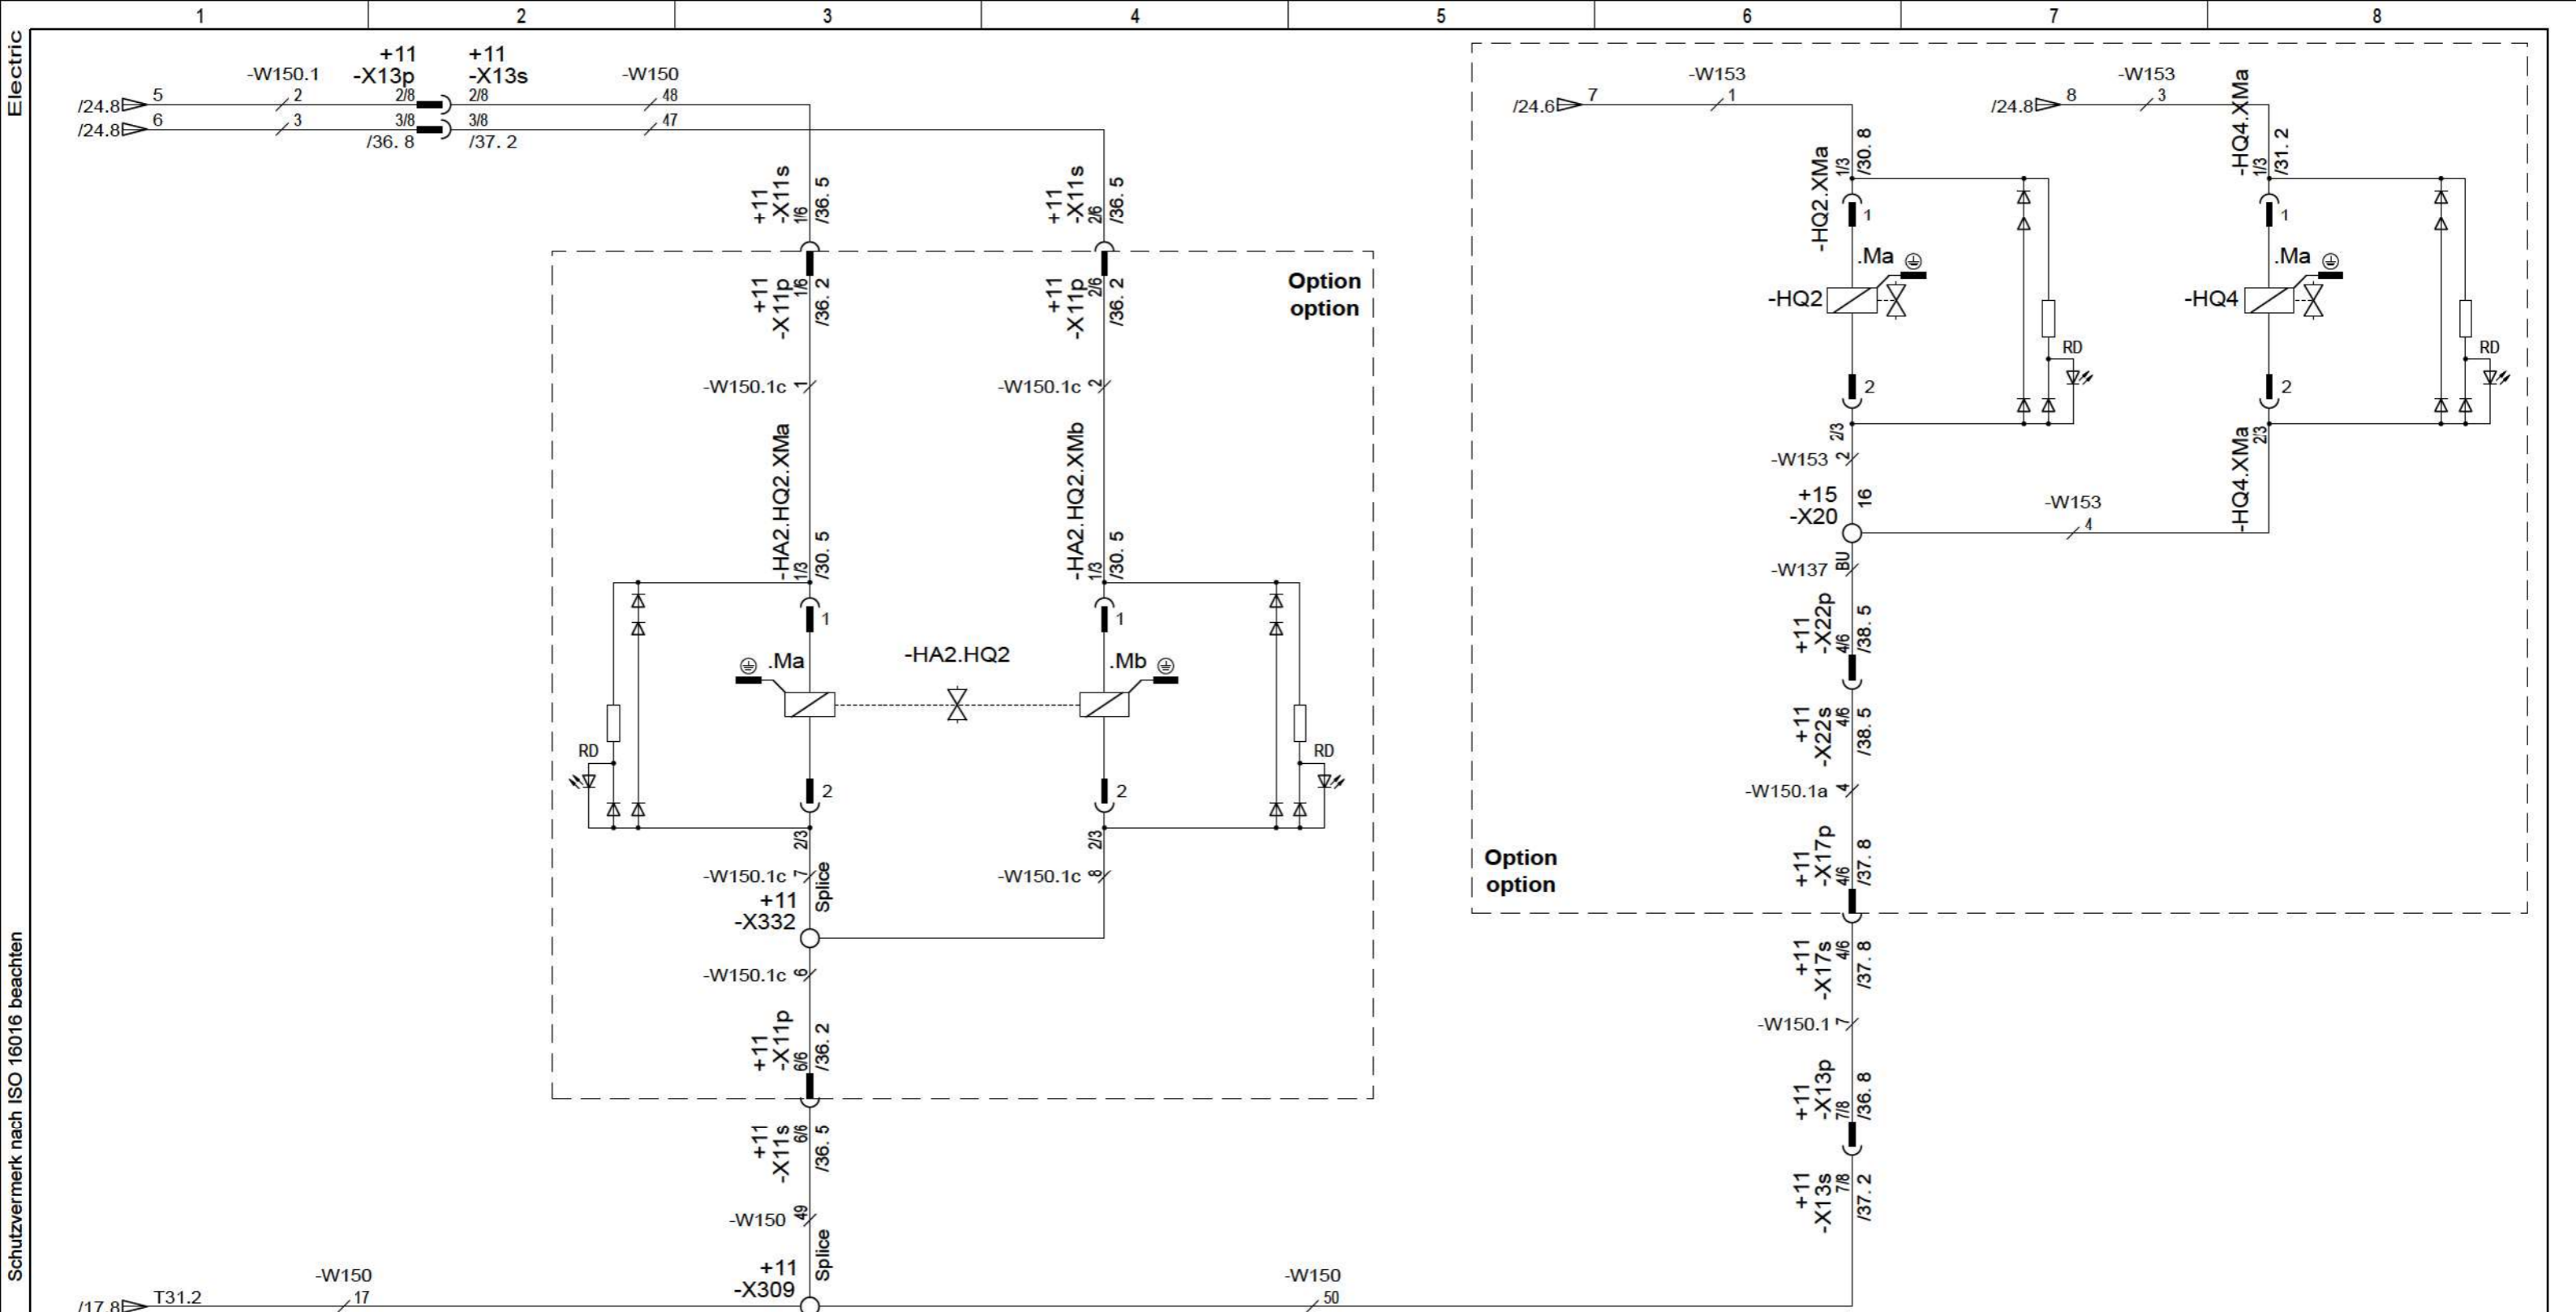 1 2 3 4 5 6 7 8
Electric
Schutzvermerk nach ISO 16016 beachten
+11 +11
-W150.1 -X13p -X13s -W150
/24.8 5 2 2/8 2/8 48
/24.8 6 3 3/8 3/8 47
/36. 8 /37. 2
+11
-X11s
1/6
/36. 5
+11
-X11s
2/6
/36. 5
+11
-X11p
1/6
/36. 2
+11
-X11p
2/6
/36. 2
Option
option
-W150.1c 1
-W150.1c 2
-HA2.HQ2.XMa
1/3
/30. 5
-HA2.HQ2.XMb
1/3
/30. 5
1
1
.Ma
-HA2.HQ2
.Mb
RD
RD
2
2
2/3
2/3
-W150.1c 7
Splice
-W150.1c 8
+11
-X332
-W150.1c 6
+11
-X11p
6/6
/36. 2
+11
-X11s
6/6
/36. 5
-W150 49
Splice
+11
-X309
-W150
/17.8 T31.2 17
-W150
50
-W153
/24.6 7 1
-W153
/24.8 8 3
-HQ2.XMa
1/3
/30. 8
-HQ4.XMa
1/3
/31. 2
1
1
.Ma
.Ma
-HQ2
-HQ4
RD
RD
2
2
2/3
-HQ4.XMa
2/3
-W153 2
+15
-X20
16
-W153
4
-W137 BU
+11
-X22p
4/6
/38. 5
+11
-X22s
4/6
/38. 5
-W150.1a 4
Option
option
+11
-X17p
4/6
/37. 8
+11
-X17s
4/6
/37. 8
-W150.1 7
+11
-X13p
7/8
/36. 8
+11
-X13s
7/8
/37. 2